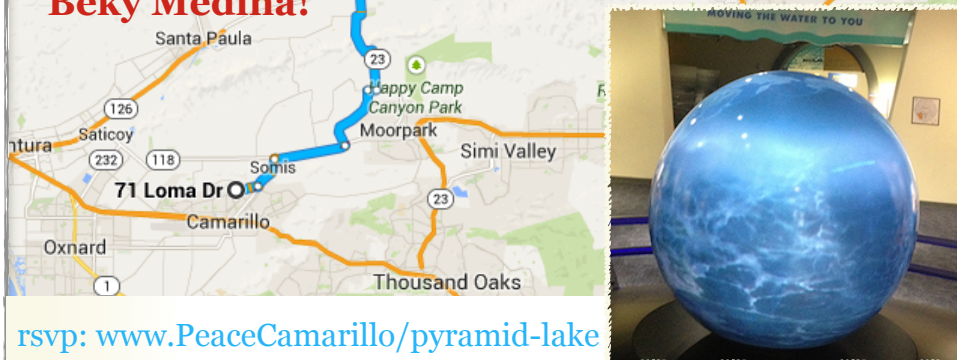 Beky Medina!
Santa Paula
23
Happy Camp
Canyon Park
126
Saticoy
Moorpark
ntura
232
118
Simi Valley
Somis
71 Loma Dr
23
Camarillo
Oxnard
1
Thousand Oaks
rsvp: www.PeaceCamarillo/pyramid-lake
MOVING THE WATER TO YOU